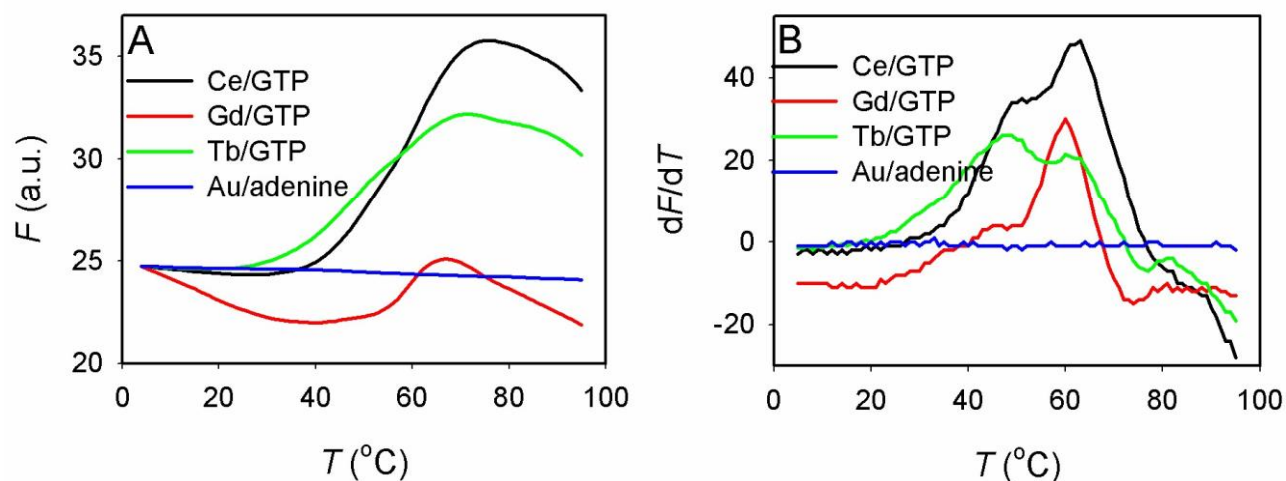 A
Ce/GTP
Gd/GTP
Tb/GTP
Au/adenine
F (a.u.)
35
30
25
20
0 20 40 60 80 100
T (°C)
B
Ce/GTP
Gd/GTP
Tb/GTP
Au/adenine
dF/dT
40
20
0
-20
0 20 40 60 80 100
T (°C)